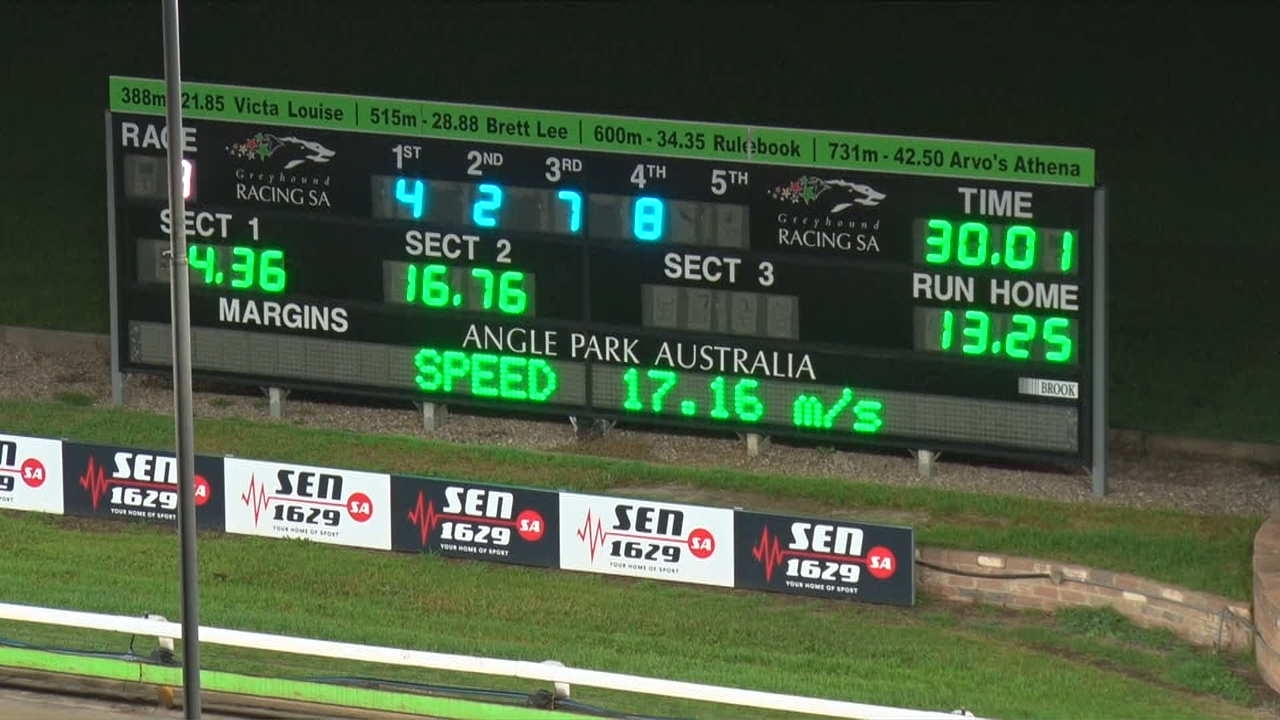 388m - 21.85 Victa Louise | 515m - 28.88 Brett Lee | 600m - 34.35 Rulebook | 731m - 42.50 Arvo's Athena
RACE
Greyhound
RACING SA
1ST 2ND 3RD 4TH 5TH
4 2 7 8
Greyhound
RACING SA
TIME
30.01
SECT 1
4.36
SECT 2
16.76
SECT 3
RUN HOME
13.25
MARGINS
ANGLE PARK AUSTRALIA
SPEED 17.16 m/s
BROOK
SEN
1629
SA
YOUR HOME OF SPORT
SEN
1629
SA
YOUR HOME OF SPORT
SEN
1629
SA
YOUR HOME OF SPORT
SEN
1629
SA
YOUR HOME OF SPORT
SEN
1629
SA
YOUR HOME OF SPORT